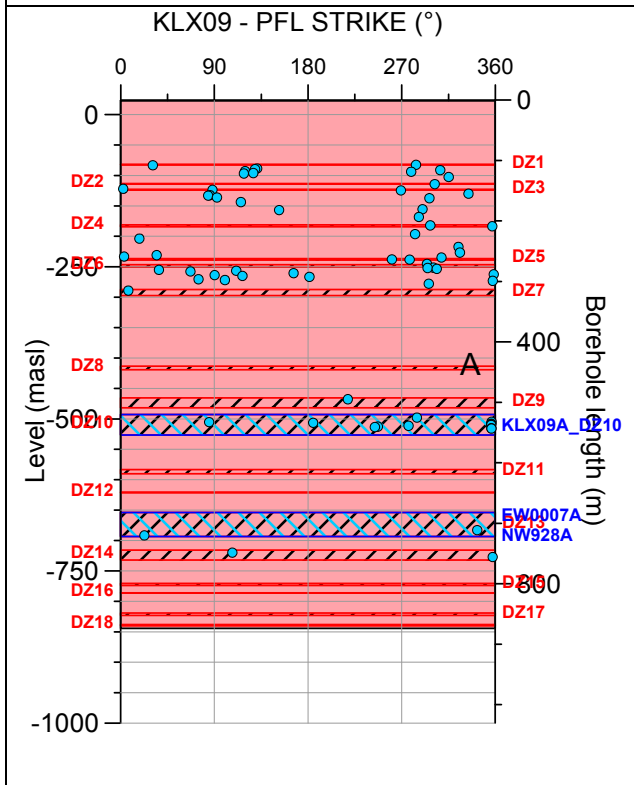 KLX09 - PFL STRIKE (°)
0 90 180 270 360
0 0
DZ1
DZ2 DZ3
DZ4
DZ5
DZ6
-250
DZ7
400
DZ8
A
DZ9
-500
DZ10 KLX09A_DZ10
DZ11
DZ12
EW0007A
DZ13
NW928A
DZ14
-750
DZ15
800
DZ16
DZ17
DZ18
-1000
Level (masl)
Borehole length (m)